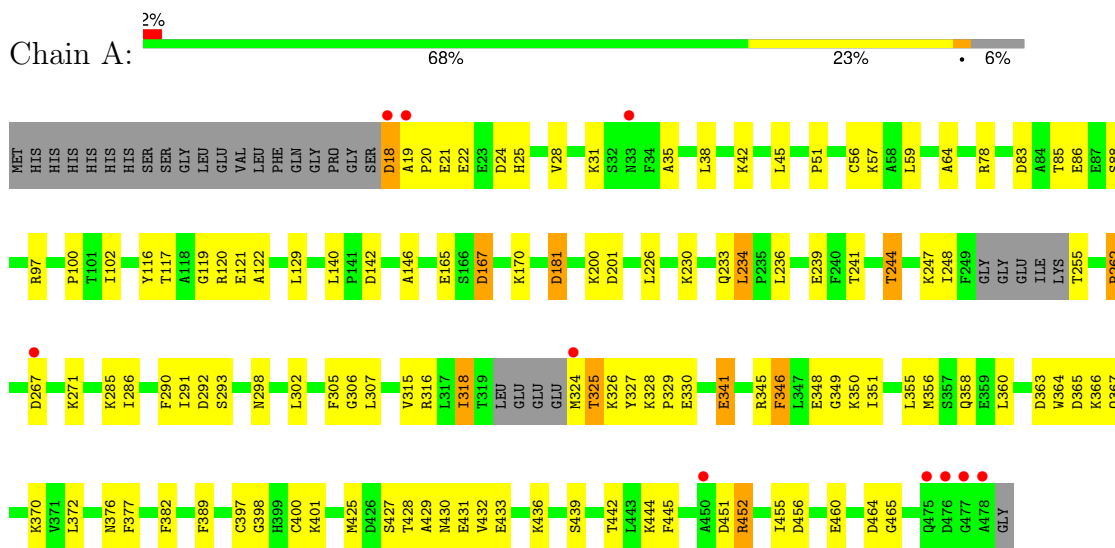 2%
Chain A:
68% 23% • 6%
MET HIS HIS HIS HIS HIS HIS SER SER GLY LEU GLU VAL LEU PHE GLN GLY PRO GLY SER D18 A19 P20 E21 E22 E23 D24 H25 V28 K31 S32 N33 F34 A35 L38 K42 L45 P51 C56 K57 A58 L59 A64 R78 D83 A84 T85 E86 E87 S88
R97 P100 T101 I102 Y116 T117 A118 G119 R120 E121 A122 L129 L140 P141 D142 A146 E165 S166 D167 K170 D181 K200 D201 L226 K230 Q233 L234 P235 L236 E239 F240 T241 T244 K247 I248 F249 GLY GLY GLU ILE LYS T255
D267 K271 K285 I286 F290 I291 D292 S293 N298 L302 F305 G306 L307 V315 R316 L317 I318 T319 LEU GLU GLU GLU M324 T325 K326 Y327 K328 P329 E330 E341 R345 F346 L347 E348 G349 K350 I351 L355 M356 S357 Q358 E359 L360 D363 W364 D365 K366
K370 V371 L372 N376 F377 F382 F389 C397 G398 H399 C400 K401 M425 D426 S427 T428 A429 N430 E431 V432 E433 K436 S439 T442 L443 K444 F445 A450 D451 R452 I455 D456 E460 D464 G465 Q475 D476 G477 A478 GLY